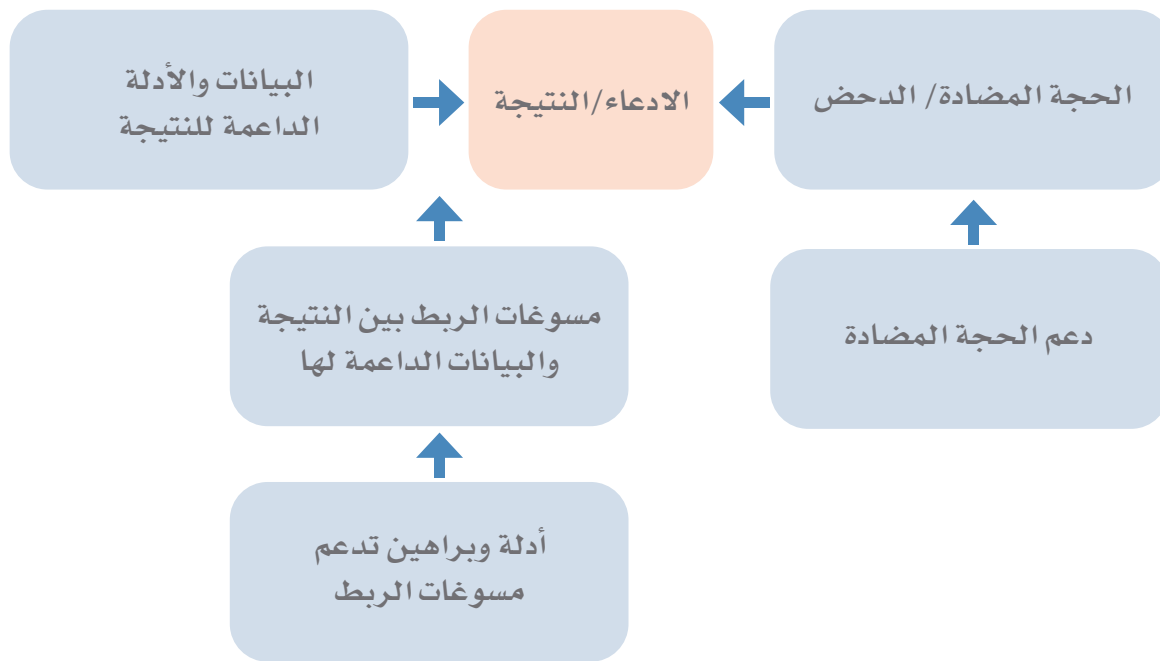 الحجة المضادة/ الدحض
الادعاء/النتيجة
البيانات والأدلة
الداعمة للنتيجة
دعم الحجة المضادة
مسوغات الربط بين النتيجة
والبيانات الداعمة لها
أدلة وبراهين تدعم
مسوغات الربط